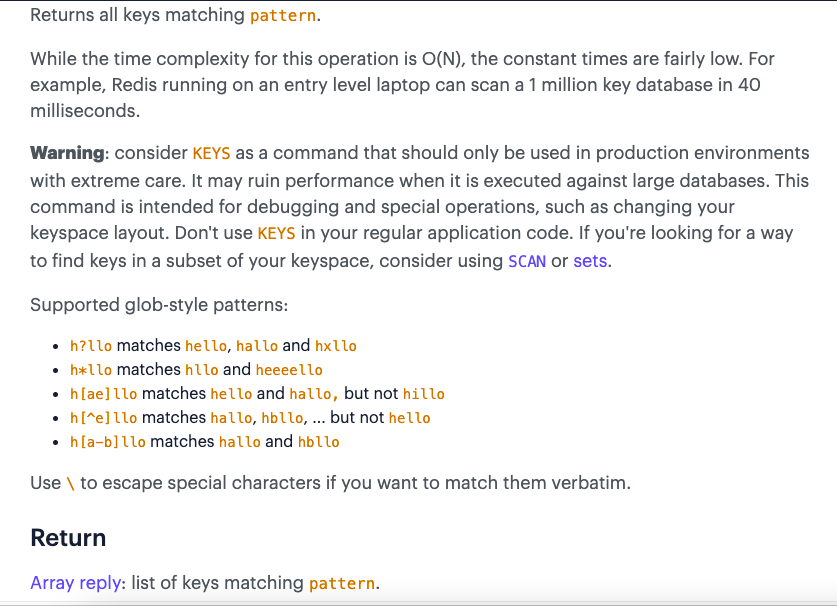 Returns all keys matching pattern.
While the time complexity for this operation is O(N), the constant times are fairly low. For
example, Redis running on an entry level laptop can scan a 1 million key database in 40
milliseconds.
Warning: consider KEYS as a command that should only be used in production environments
with extreme care. It may ruin performance when it is executed against large databases. This
command is intended for debugging and special operations, such as changing your
keyspace layout. Don't use KEYS in your regular application code. If you're looking for a way
to find keys in a subset of your keyspace, consider using SCAN or sets.
Supported glob-style patterns:
• h?llo matches hello, hallo and hxllo
• h*llo matches hllo and heeeello
• h[ae]llo matches hello and hallo, but not hillo
• h[^e]llo matches hallo, hbllo, ... but not hello
• h[a-b]llo matches hallo and hbllo
Use \ to escape special characters if you want to match them verbatim.
Return
Array reply: list of keys matching pattern.